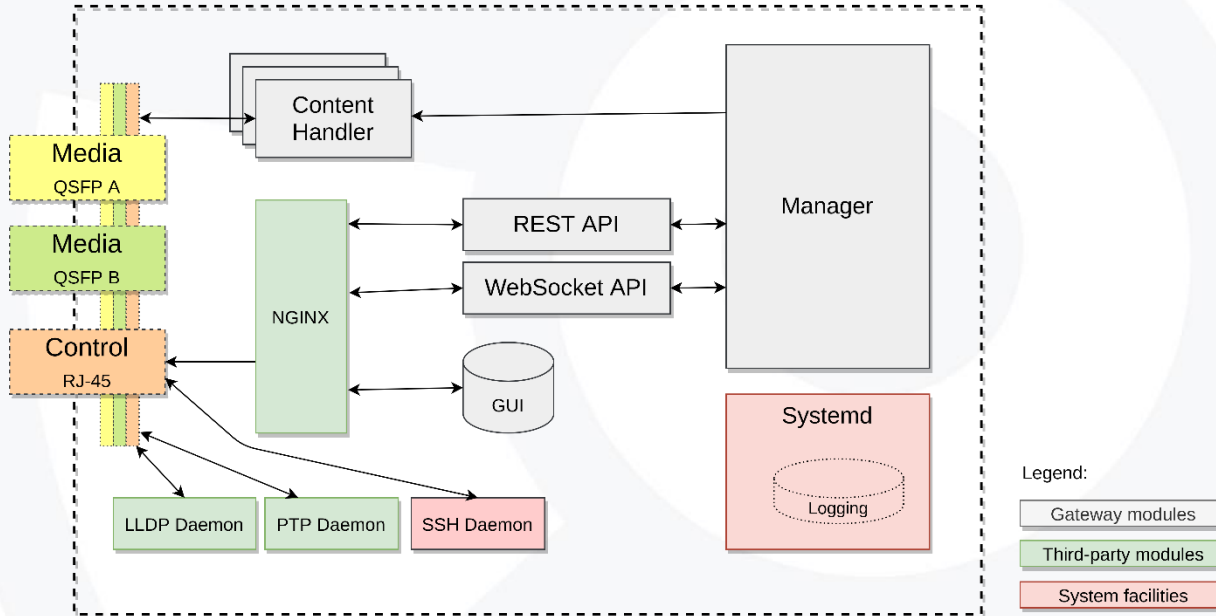 Content
Handler
Media
QSFP A
Media
QSFP B
Control
RJ-45
NGINX
REST API
WebSocket API
GUI
Manager
Systemd
Logging
LLDP Daemon
PTP Daemon
SSH Daemon
Legend:
Gateway modules
Third-party modules
System facilities